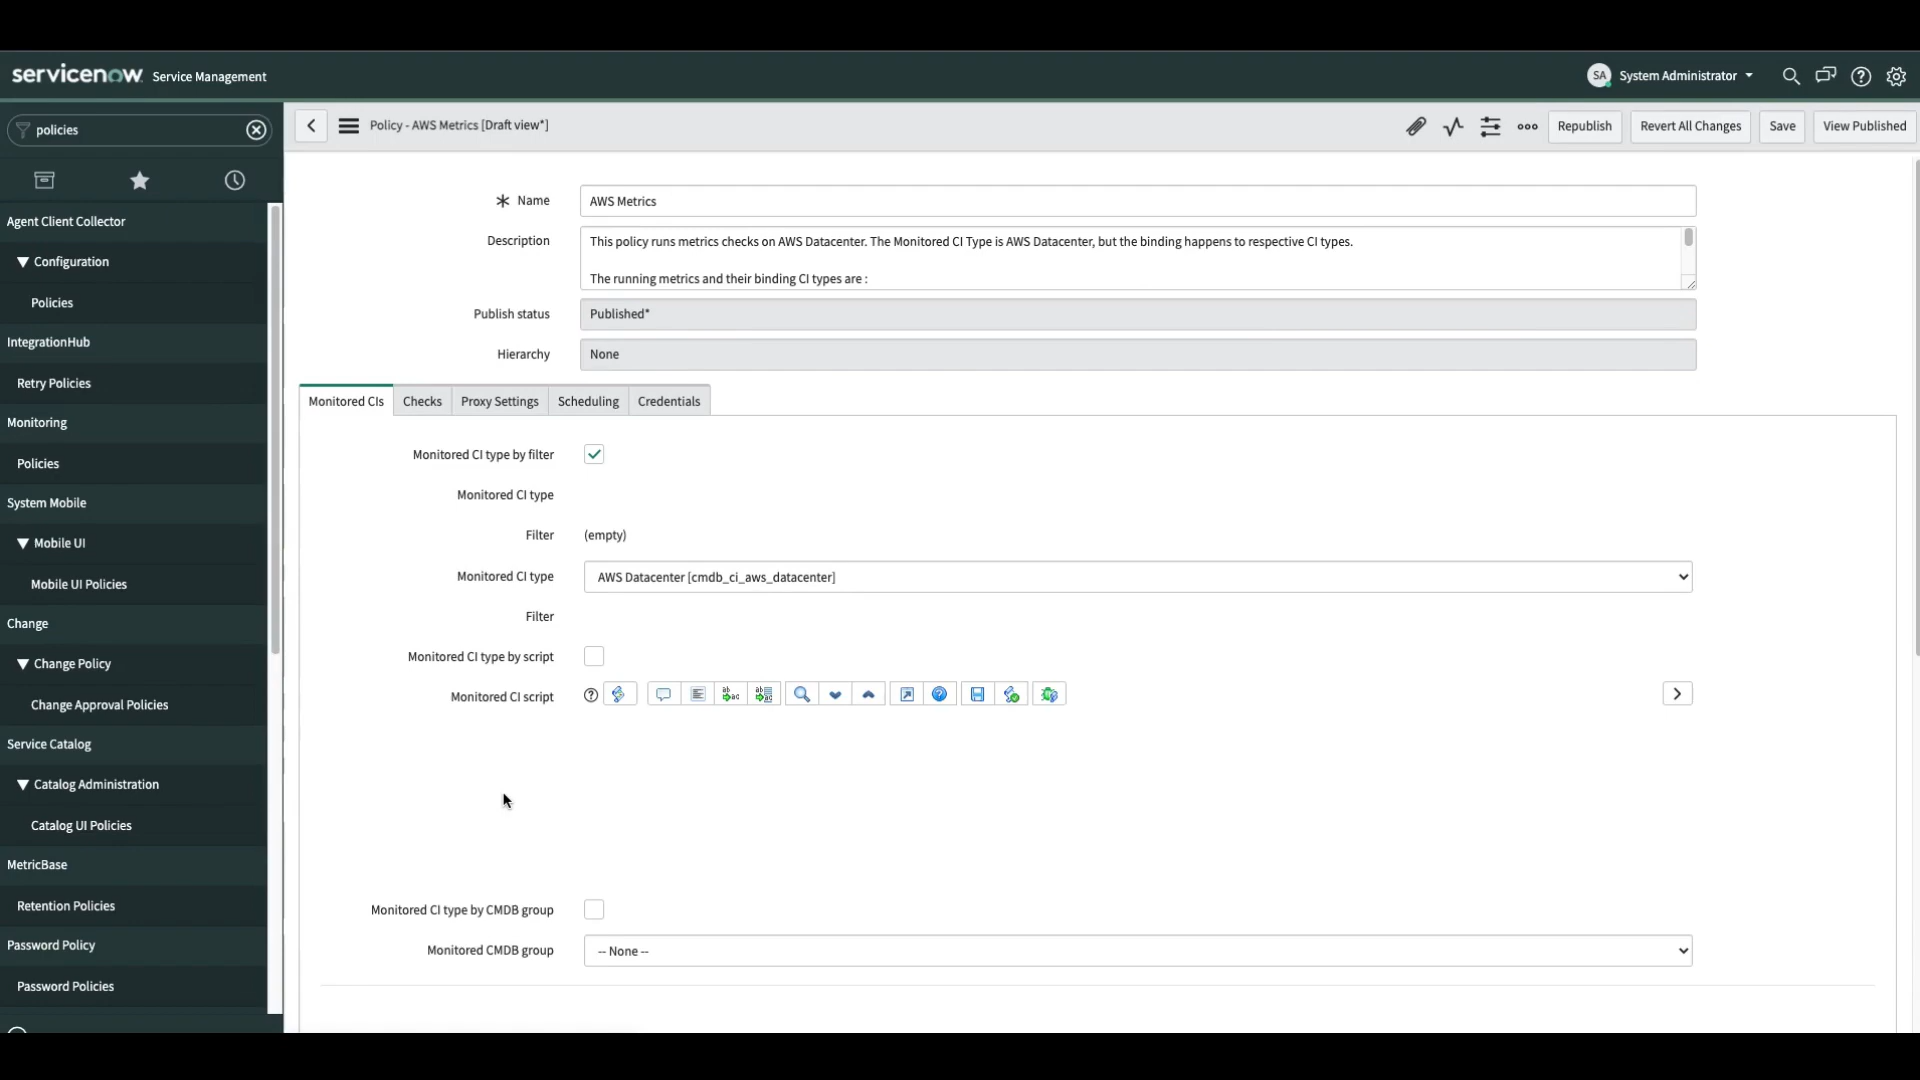 servicenow Service Management
SA System Administrator
policies
Policy - AWS Metrics [Draft view*]
Republish
Revert All Changes
Save
View Published
Agent Client Collector
Configuration
Policies
IntegrationHub
Retry Policies
Monitoring
Policies
System Mobile
Mobile UI
Mobile UI Policies
Change
Change Policy
Change Approval Policies
Service Catalog
Catalog Administration
Catalog UI Policies
MetricBase
Retention Policies
Password Policy
Password Policies
Name AWS Metrics
Description This policy runs metrics checks on AWS Datacenter. The Monitored CI Type is AWS Datacenter, but the binding happens to respective CI types.
The running metrics and their binding CI types are :
Publish status Published*
Hierarchy None
Monitored CIs Checks Proxy Settings Scheduling Credentials
Monitored CI type by filter
Monitored CI type
Filter (empty)
Monitored CI type AWS Datacenter [cmdb_ci_aws_datacenter]
Filter
Monitored CI type by script
Monitored CI script
Monitored CI type by CMDB group
Monitored CMDB group -- None --